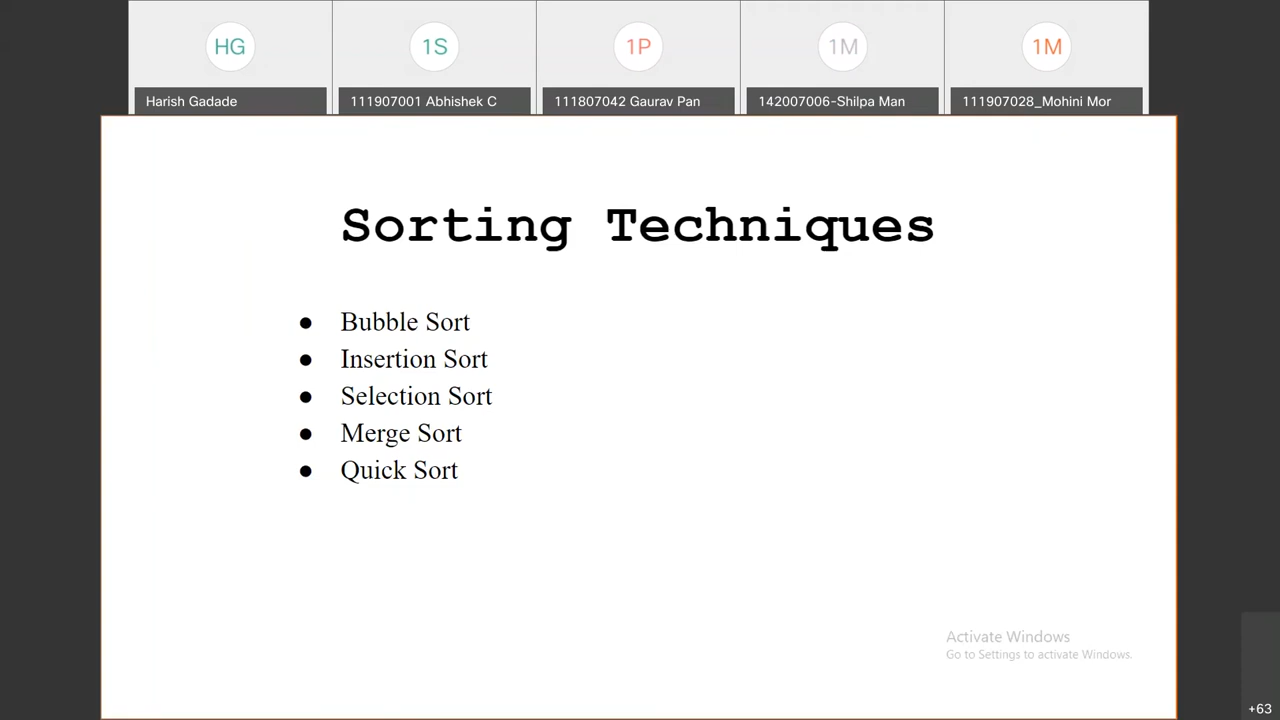 HG
1S
1P
1M
1M
Harish Gadade
111907001 Abhishek C
111807042 Gaurav Pan
142007006-Shilpa Man
111907028_Mohini Mor
Sorting Techniques
● Bubble Sort
● Insertion Sort
● Selection Sort
● Merge Sort
● Quick Sort
Activate Windows
Go to Settings to activate Windows.
+63